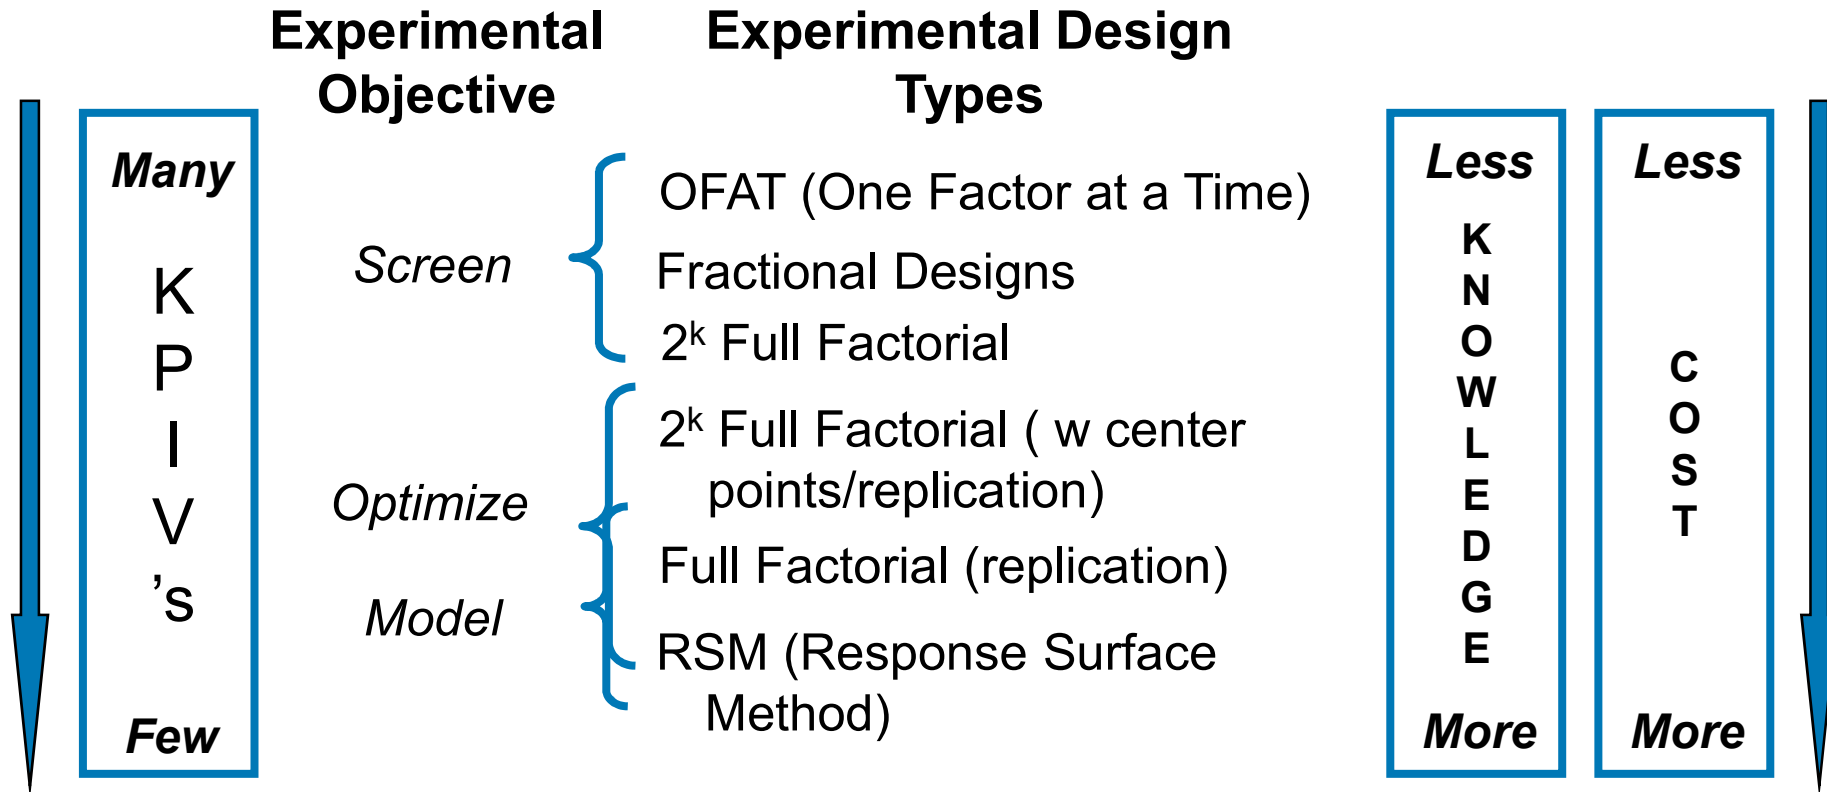 Experimental
Objective
Experimental Design
Types
Many
K
P
I
V
’s
Few
Screen
Optimize
Model
OFAT (One Factor at a Time)
Fractional Designs
2ᵏ Full Factorial
2ᵏ Full Factorial ( w center
points/replication)
Full Factorial (replication)
RSM (Response Surface
Method)
Less
K
N
O
W
L
E
D
G
E
More
Less
C
O
S
T
More